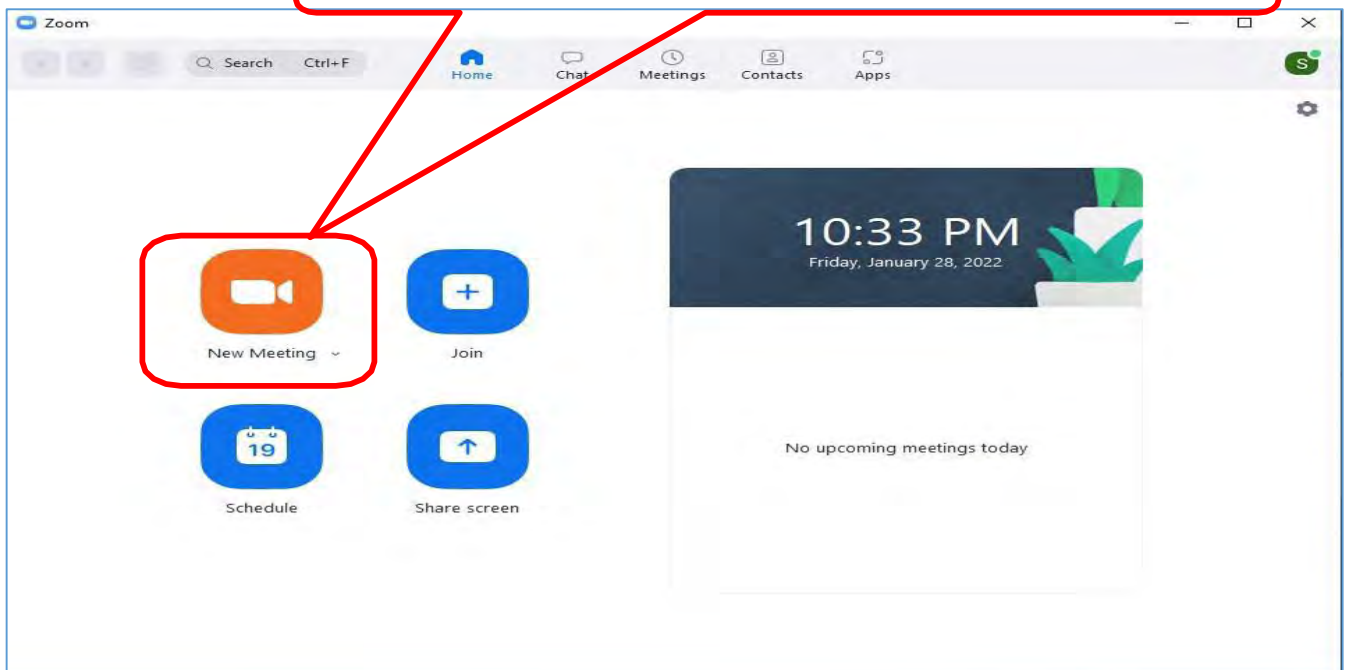 Zoom
Search Ctrl+F
Home Chat Meetings Contacts Apps
S
10:33 PM
Friday, January 28, 2022
New Meeting
Join
19
No upcoming meetings today
Schedule
Share screen